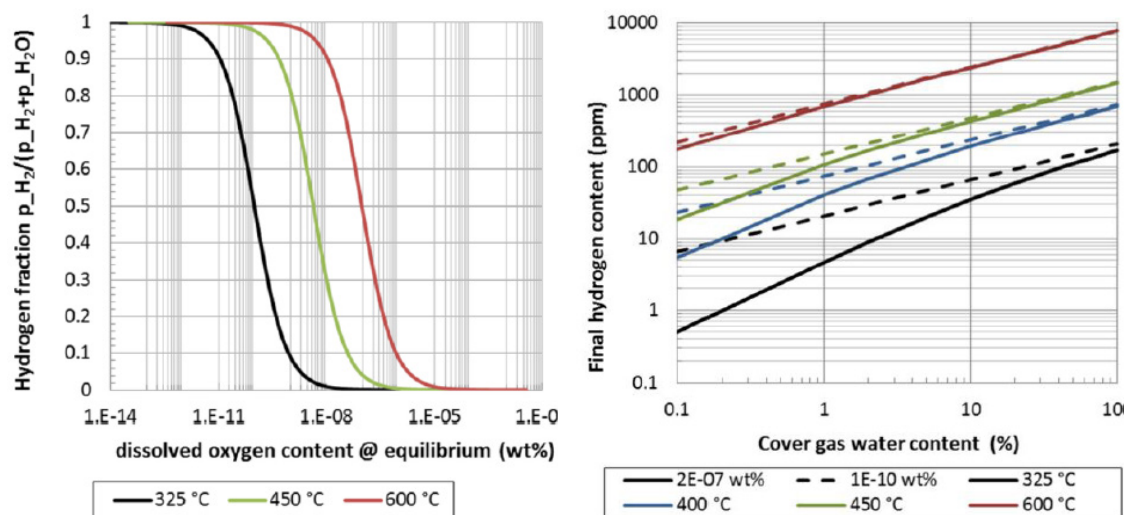 Hydrogen fraction p_H2/(p_H2+p_H2O)
1
0.9
0.8
0.7
0.6
0.5
0.4
0.3
0.2
0.1
0
1.E-14
1.E-11
1.E-08
1.E-05
1.E-0
dissolved oxygen content @ equilibrium (wt%)
325 °C
450 °C
600 °C
Final hydrogen content (ppm)
10000
1000
100
10
1
0.1
0.1
1
10
100
Cover gas water content (%)
2E-07 wt%
1E-10 wt%
325 °C
400 °C
450 °C
600 °C